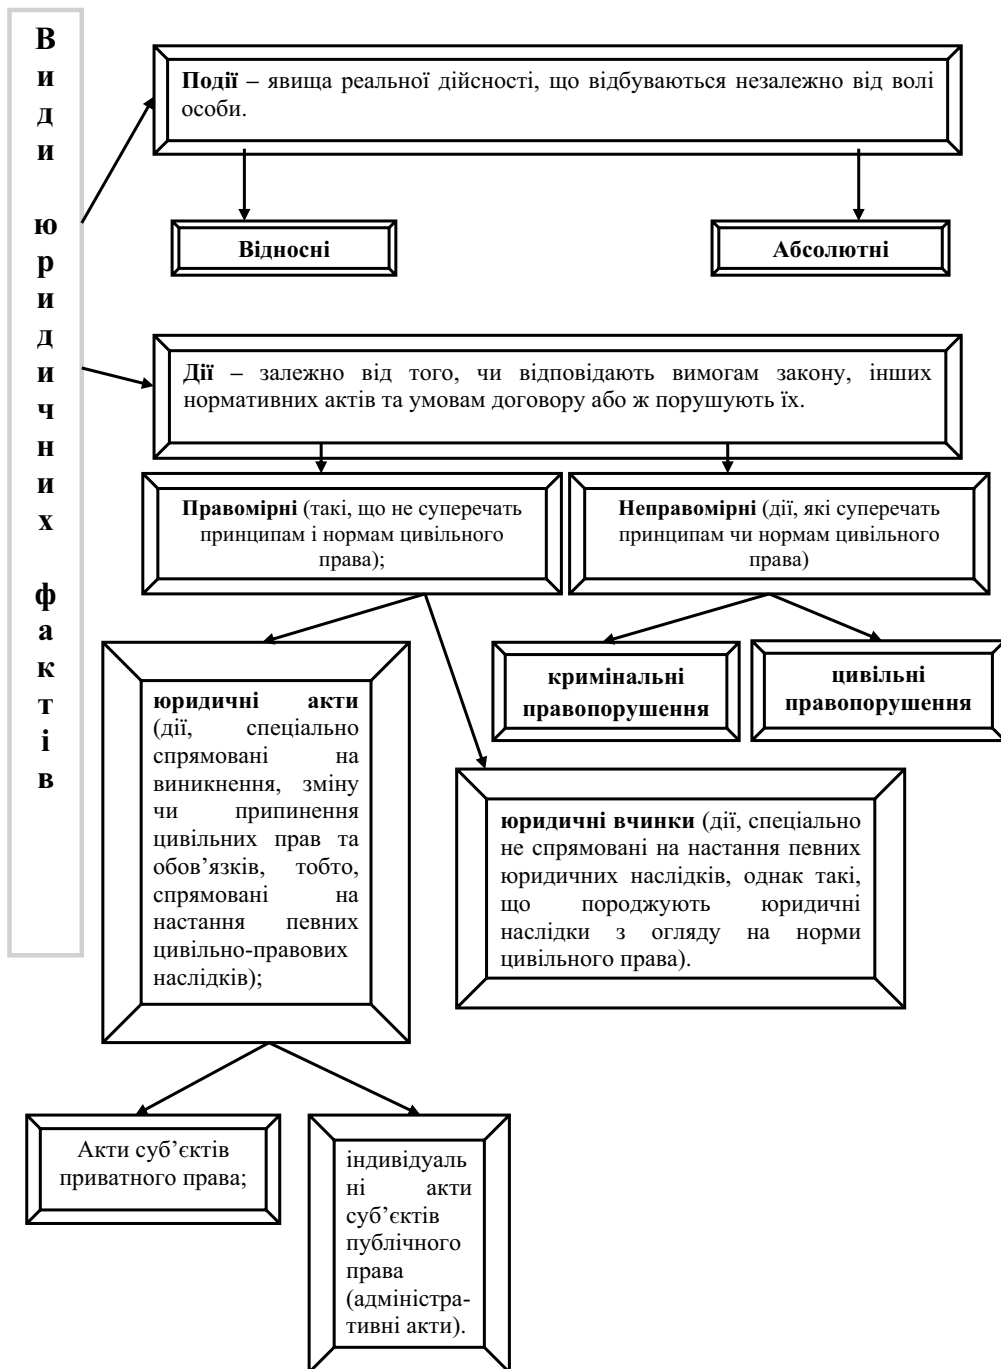 Види юридичних фактів
Події – явища реальної дійсності, що відбуваються незалежно від волі
особи.
Відносні
Абсолютні
Дії – залежно від того, чи відповідають вимогам закону, інших
нормативних актів та умовам договору або ж порушують їх.
Правомірні (такі, що не суперечать
принципам і нормам цивільного
права);
Неправомірні (дії, які суперечать
принципам чи нормам цивільного
права)
кримінальні
правопорушення
цивільні
правопорушення
юридичні акти
(дії, спеціально
спрямовані на
виникнення, зміну
чи припинення
цивільних прав та
обов’язків, тобто,
спрямовані на
настання певних
цивільно-правових
наслідків);
юридичні вчинки (дії, спеціально
не спрямовані на настання певних
юридичних наслідків, однак такі,
що породжують юридичні
наслідки з огляду на норми
цивільного права).
Акти суб’єктів
приватного права;
індивідуаль
ні акти
суб’єктів
публічного
права
(адміністра-
тивні акти).